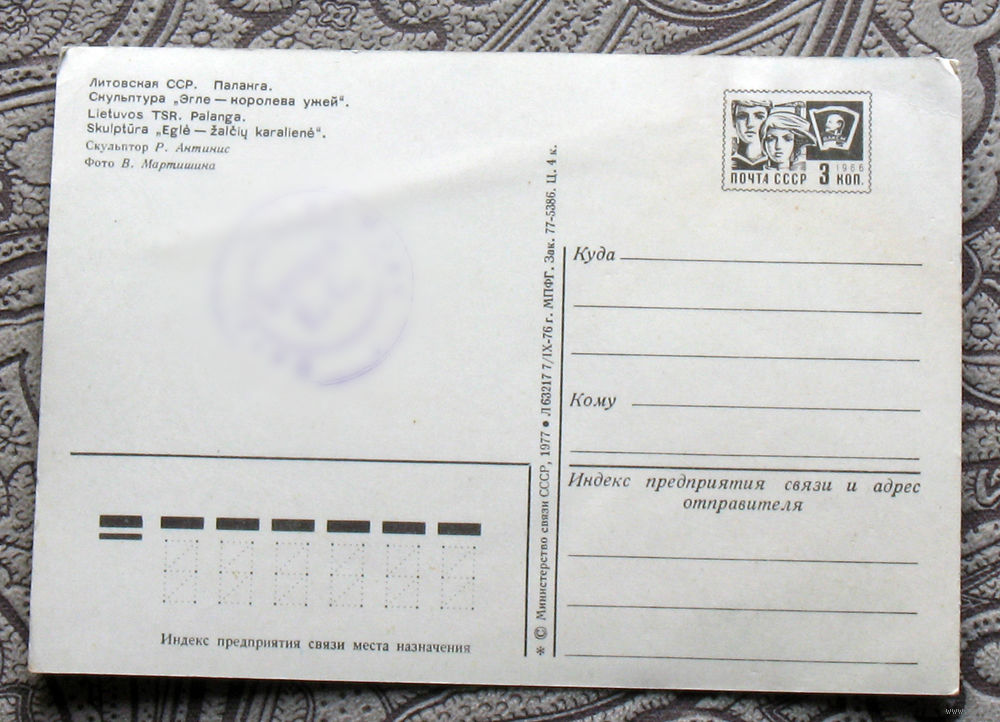 Литовская ССР. Паланга.
Скульптура „Эгле — королева ужей“.
Lietuvos TSR. Palanga.
Skulptūra „Eglė — žalčių karalienė“.
Скульптор Р. Антинис
Фото В. Мартишина
1966
ПОЧТА СССР 3 КОП.
Куда
Кому
Индекс предприятия связи и адрес
отправителя
* © Министерство связи СССР, 1977 ● Л 63217 7/IX-76 г. МПФГ. Зак. 77-5386. Ц. 4 к.
Индекс предприятия связи места назначения